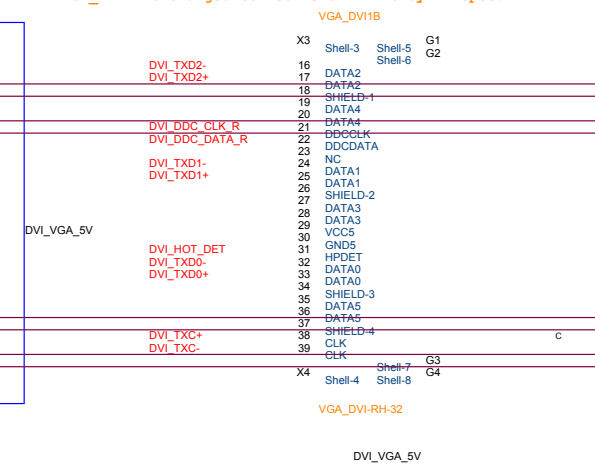 VGA_DVI1B
X3 Shell-3 Shell-5 G1
Shell-6 G2
DVI_TXD2- 16 DATA2
DVI_TXD2+ 17 DATA2
18 SHIELD-1
19 DATA4
20 DATA4
DVI_DDC_CLK_R 21 DDCCLK
DVI_DDC_DATA_R 22 DDCDATA
23 NC
DVI_TXD1- 24 DATA1
DVI_TXD1+ 25 DATA1
26 SHIELD-2
27 DATA3
28 DATA3
29 VCC5
DVI_VGA_5V 30 GND5
DVI_HOT_DET 31 HPDET
DVI_TXD0- 32 DATA0
DVI_TXD0+ 33 DATA0
34 SHIELD-3
35 DATA5
36 DATA5
37 SHIELD-4
DVI_TXC+ 38 CLK C
DVI_TXC- 39 CLK
Shell-7 G3
X4 Shell-4 Shell-8 G4
VGA_DVI-RH-32
DVI_VGA_5V